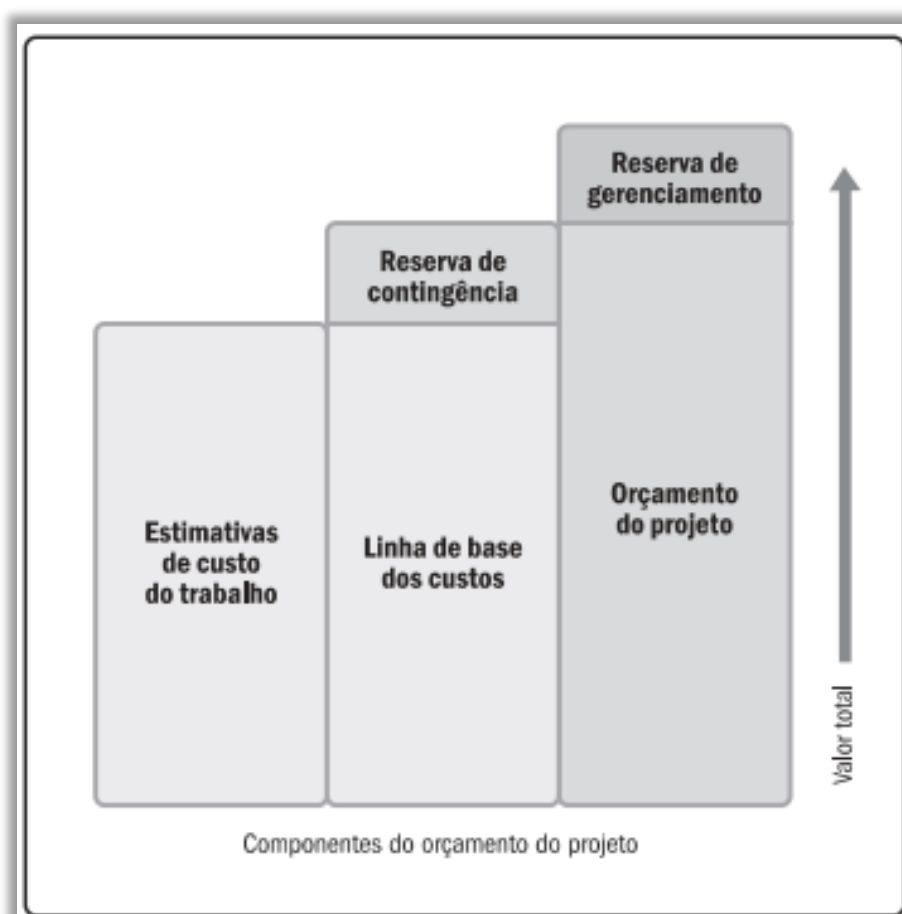 Reserva de
gerenciamento
Reserva de
contingência
Estimativas
de custo
do trabalho
Linha de base
dos custos
Orçamento
do projeto
Valor total
Componentes do orçamento do projeto